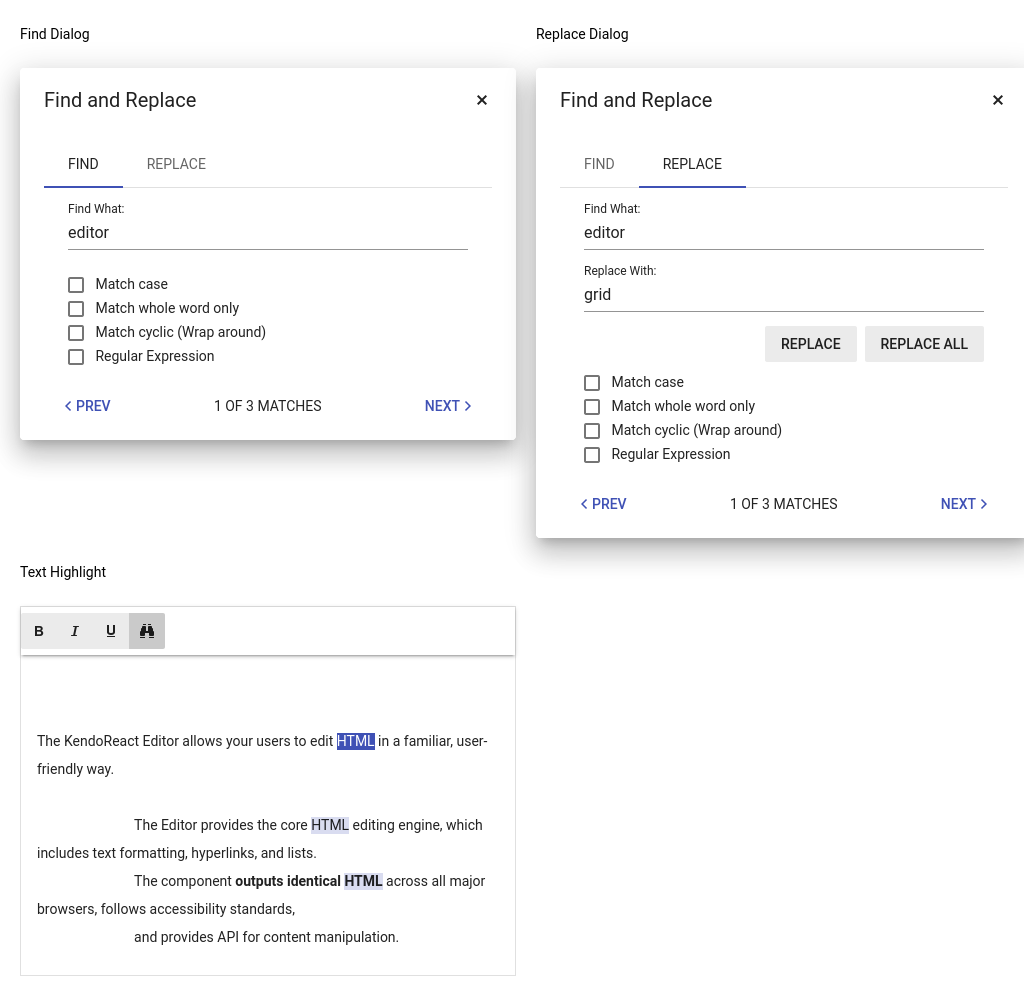 Find Dialog
Find and Replace
FIND REPLACE
Find What:
editor
Match case
Match whole word only
Match cyclic (Wrap around)
Regular Expression
PREV 1 OF 3 MATCHES NEXT
Replace Dialog
Find and Replace
FIND REPLACE
Find What:
editor
Replace With:
grid
REPLACE REPLACE ALL
Match case
Match whole word only
Match cyclic (Wrap around)
Regular Expression
PREV 1 OF 3 MATCHES NEXT
Text Highlight
B I U
The KendoReact Editor allows your users to edit HTML in a familiar, user-
friendly way.
The Editor provides the core HTML editing engine, which
includes text formatting, hyperlinks, and lists.
The component outputs identical HTML across all major
browsers, follows accessibility standards,
and provides API for content manipulation.